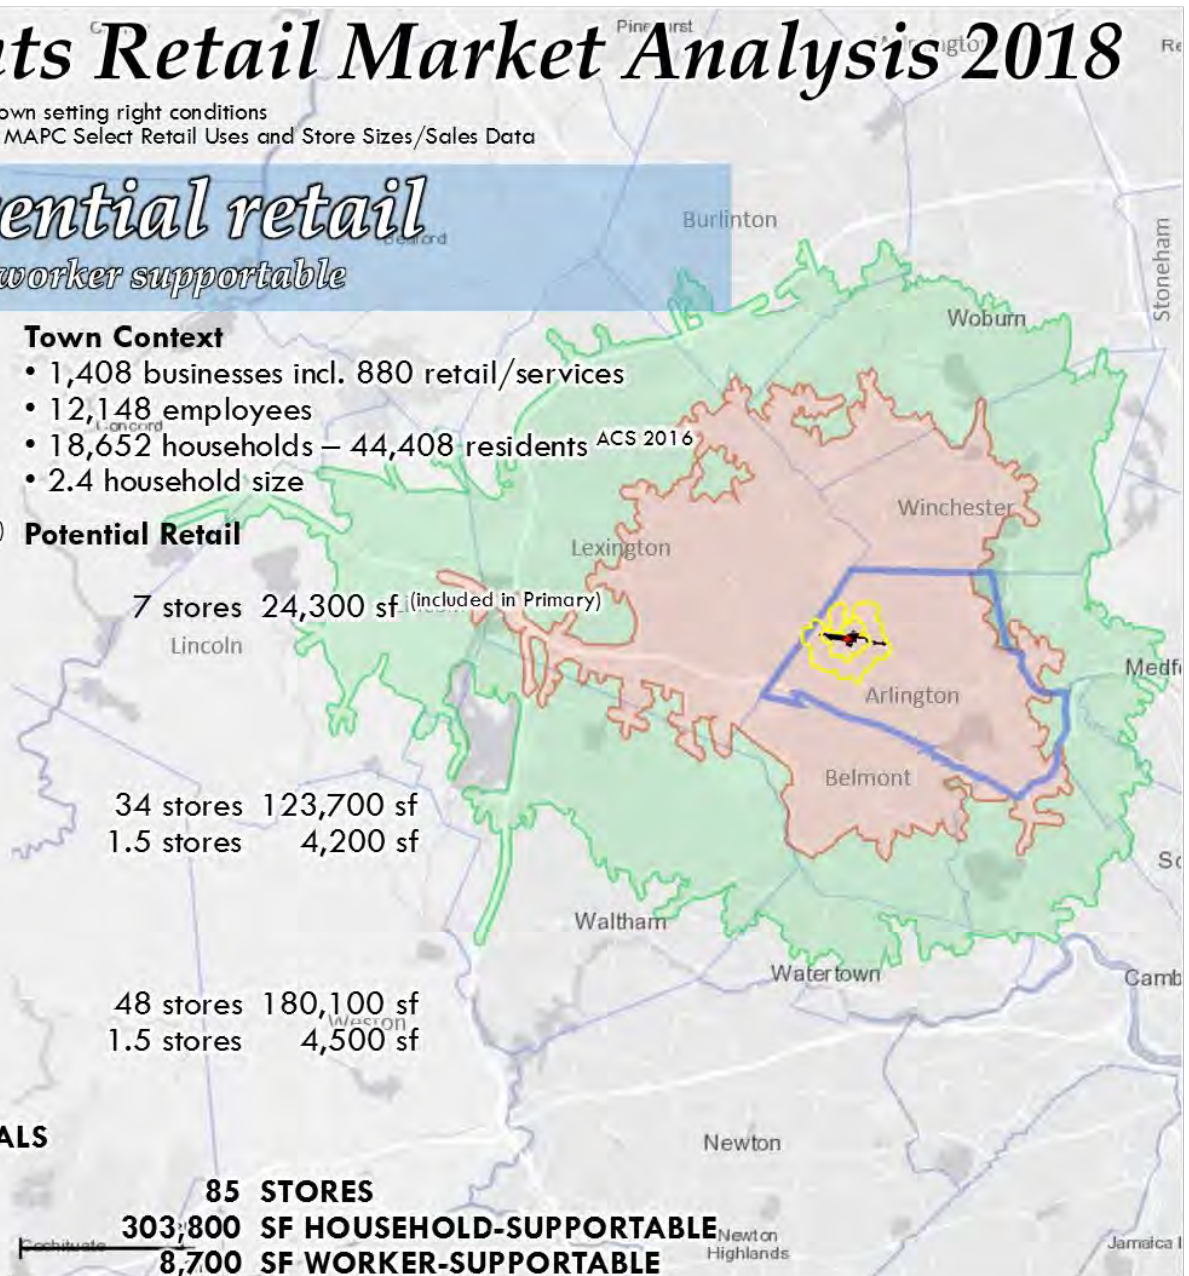 ts Retail Market Analysis 2018
own setting right conditions
MAPC Select Retail Uses and Store Sizes/Sales Data
ential retail
worker supportable
Town Context
• 1,408 businesses incl. 880 retail/services
• 12,148 employees
• 18,652 households – 44,408 residents ACS 2016
• 2.4 household size
) Potential Retail
7 stores 24,300 sf (included in Primary)
34 stores 123,700 sf
1.5 stores 4,200 sf
48 stores 180,100 sf
1.5 stores 4,500 sf
ALS
85 STORES
303,800 SF HOUSEHOLD-SUPPORTABLE
8,700 SF WORKER-SUPPORTABLE
Burlinton
Stoneham
Woburn
Concord
Winchester
Lexington
Lincoln
Medf
Arlington
Belmont
Waltham
Watertown
Camb
Weston
Newton
Newton
Highlands
Cochituate
Jamaica